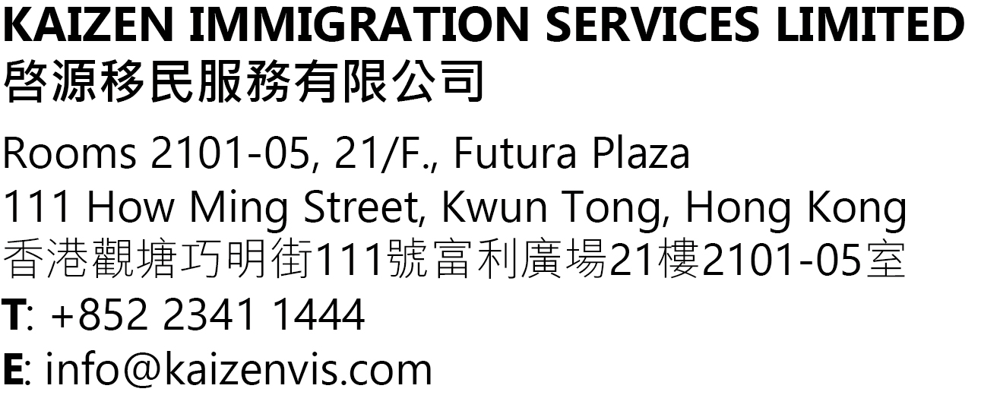 KAIZEN IMMIGRATION SERVICES LIMITED
啓源移民服務有限公司
Rooms 2101-05, 21/F., Futura Plaza
111 How Ming Street, Kwun Tong, Hong Kong
香港觀塘巧明街111號富利廣場21樓2101-05室
T: +852 2341 1444
E: info@kaizenvis.com